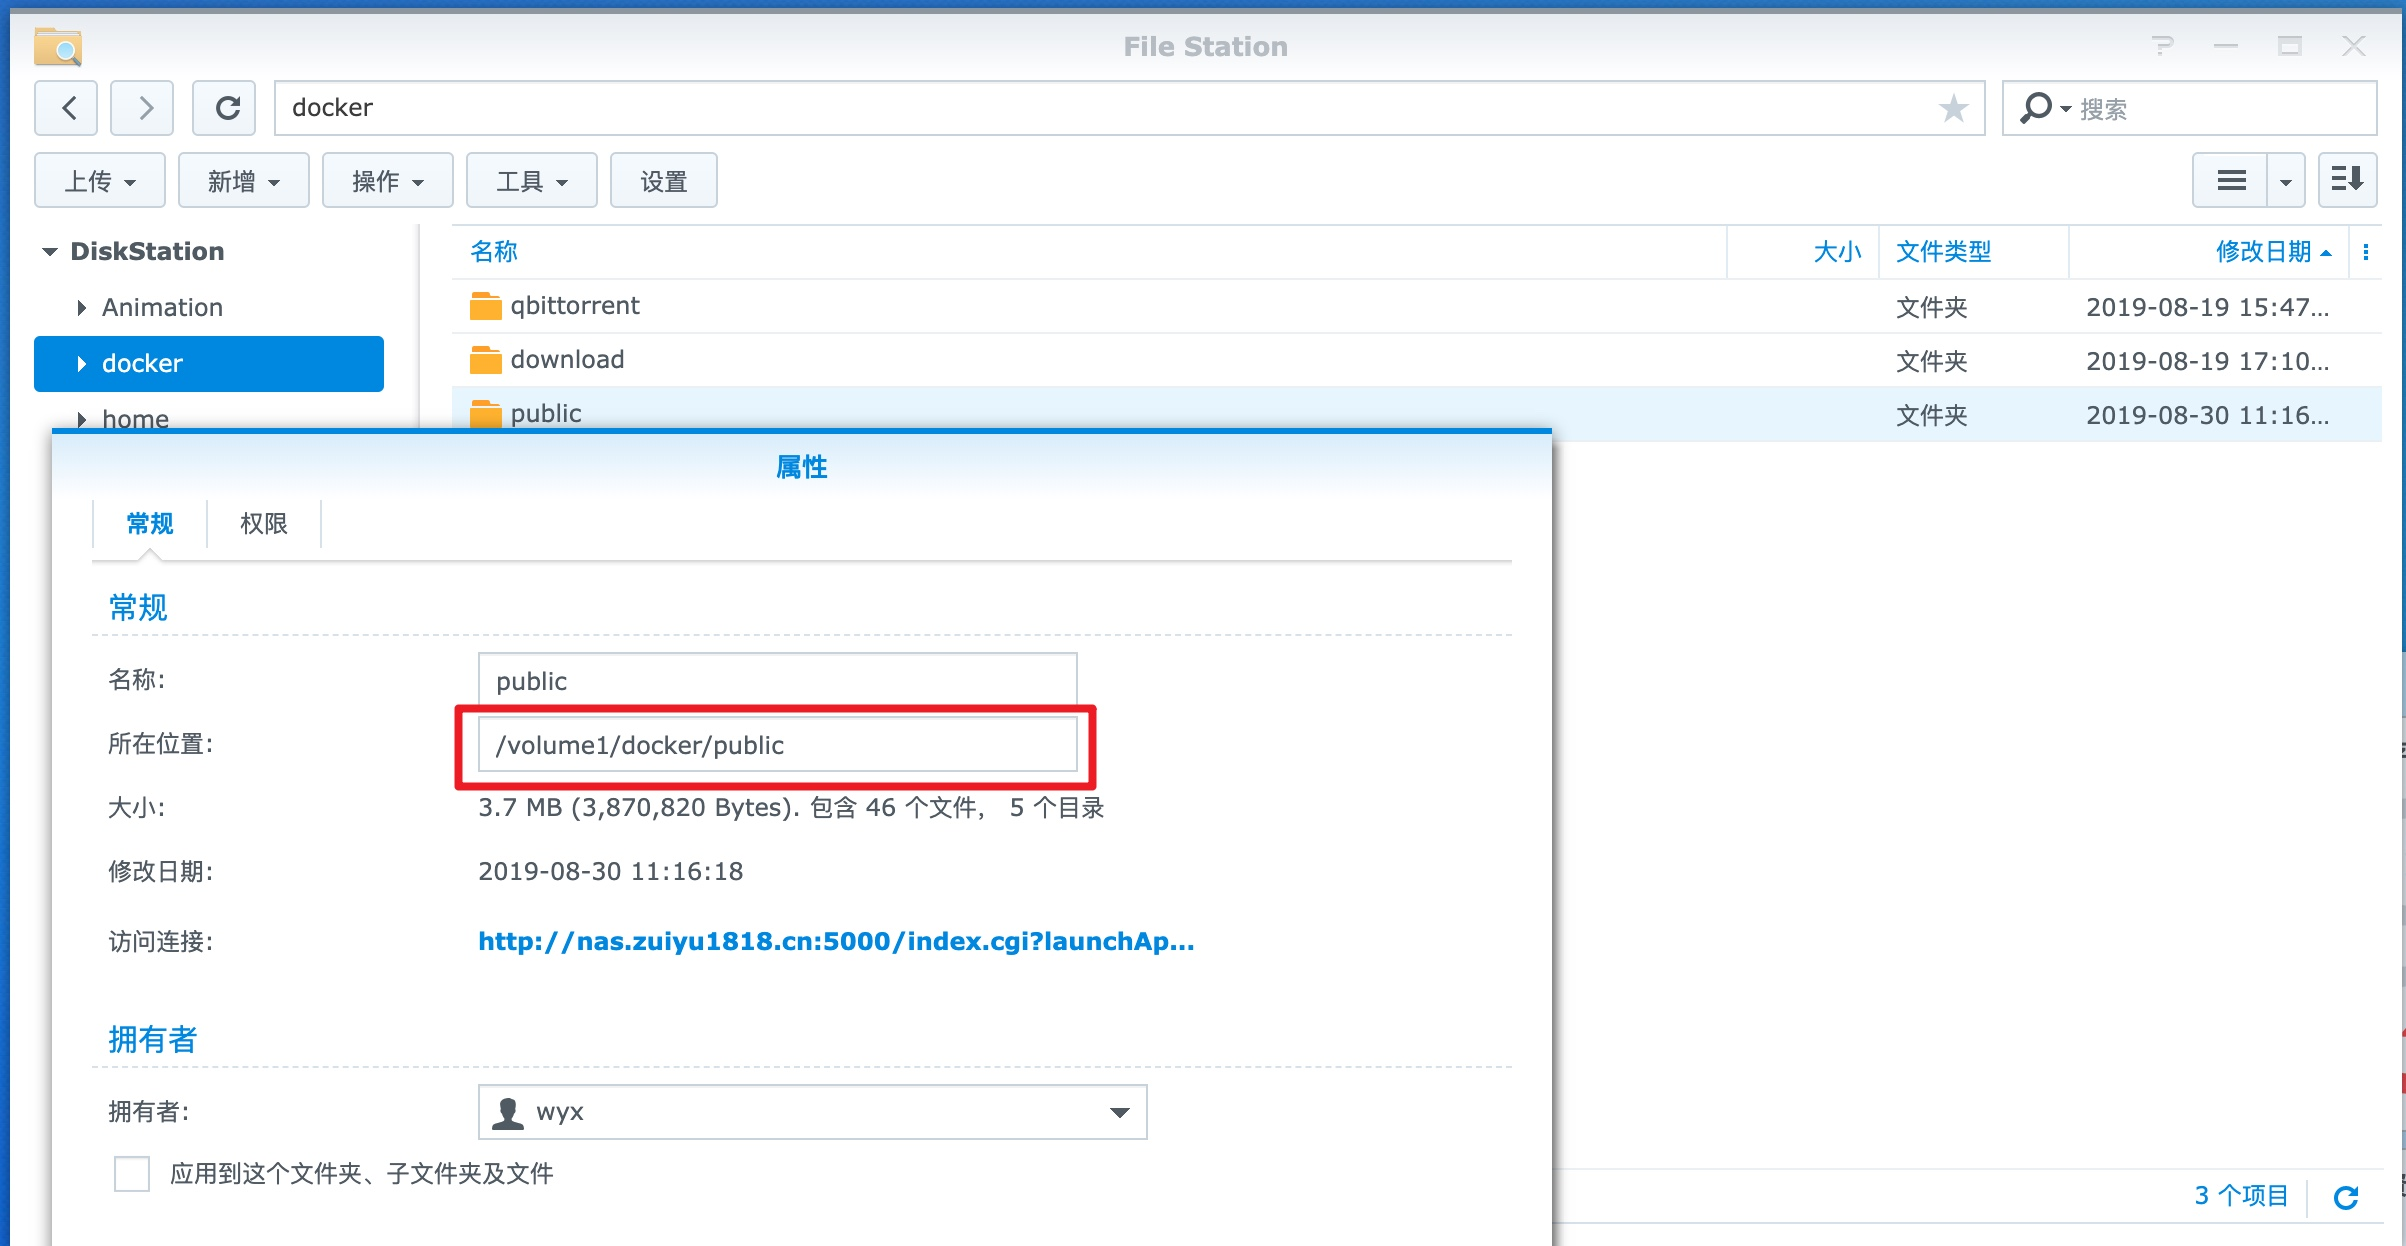 File Station
docker
搜索
上传
新增
操作
工具
设置
DiskStation
Animation
docker
home
名称 大小 文件类型 修改日期
qbittorrent 文件夹 2019-08-19 15:47...
download 文件夹 2019-08-19 17:10...
public 文件夹 2019-08-30 11:16...
属性
常规 权限
常规
名称: public
所在位置: /volume1/docker/public
大小: 3.7 MB (3,870,820 Bytes). 包含 46 个文件, 5 个目录
修改日期: 2019-08-30 11:16:18
访问连接: http://nas.zuiyu1818.cn:5000/index.cgi?launchAp...
拥有者
拥有者: wyx
应用到这个文件夹、子文件夹及文件
3 个项目